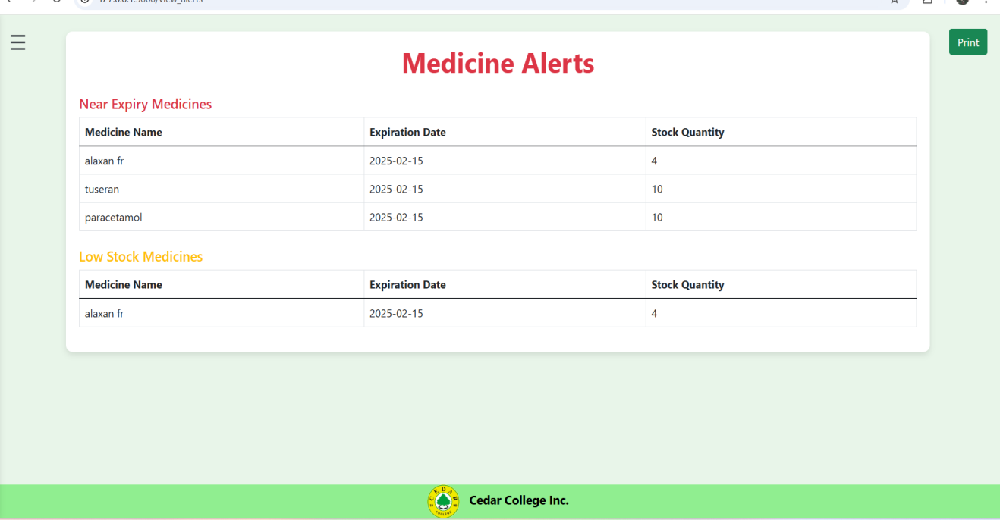 127.0.0.1:5000/view_alerts
Print
Medicine Alerts
Near Expiry Medicines
Medicine Name Expiration Date Stock Quantity
alaxan fr 2025-02-15 4
tuseran 2025-02-15 10
paracetamol 2025-02-15 10
Low Stock Medicines
Medicine Name Expiration Date Stock Quantity
alaxan fr 2025-02-15 4
CEDAR
COLLEGE
Cedar College Inc.